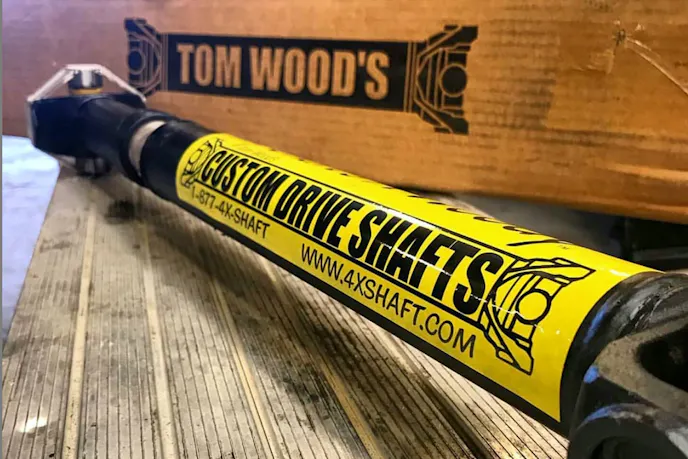 TOM WOOD'S
CUSTOM DRIVE SHAFTS
1-877-4X-SHAFT
WWW.4XSHAFT.COM